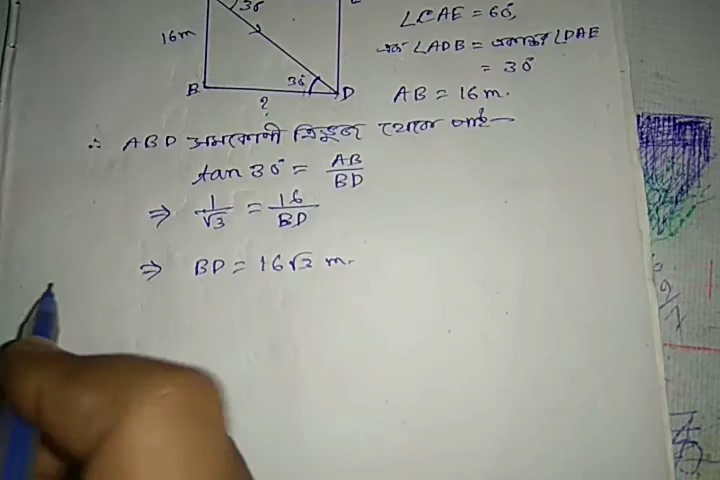 30°
∠CAE = 60°,
16m
∠ADB = একান্তর ∠DAE
= 30°
B
30°
D
AB = 16 m.
?
∴ ABD সমকোণী ত্রিভুজ থেকে পাই—
tan 30° = AB/BD
⇒ 1/√3 = 16/BD
⇒ BD = 16√3 m.